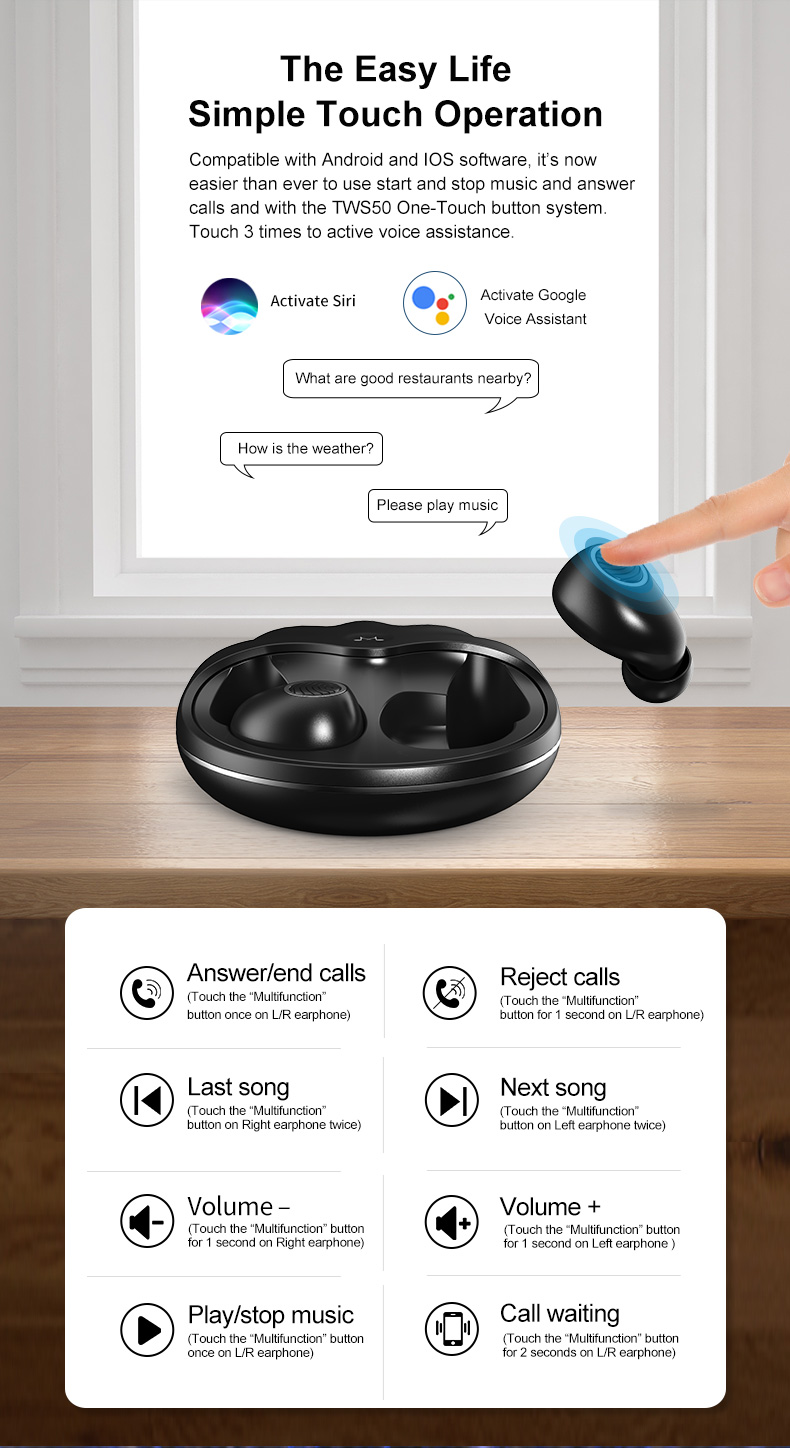 The Easy Life
Simple Touch Operation
Compatible with Android and IOS software, it's now
easier than ever to use start and stop music and answer
calls and with the TWS50 One-Touch button system.
Touch 3 times to active voice assistance.
Activate Siri
Activate Google
Voice Assistant
What are good restaurants nearby?
How is the weather?
Please play music
Answer/end calls
(Touch the “Multifunction”
button once on L/R earphone)
Reject calls
(Touch the “Multifunction”
button for 1 second on L/R earphone)
Last song
(Touch the “Multifunction”
button on Right earphone twice)
Next song
(Touch the “Multifunction”
button on Left earphone twice)
Volume –
(Touch the “Multifunction” button
for 1 second on Right earphone)
Volume +
(Touch the “Multifunction” button
for 1 second on Left earphone )
Play/stop music
(Touch the “Multifunction” button
once on L/R earphone)
Call waiting
(Touch the “Multifunction” button
for 2 seconds on L/R earphone)